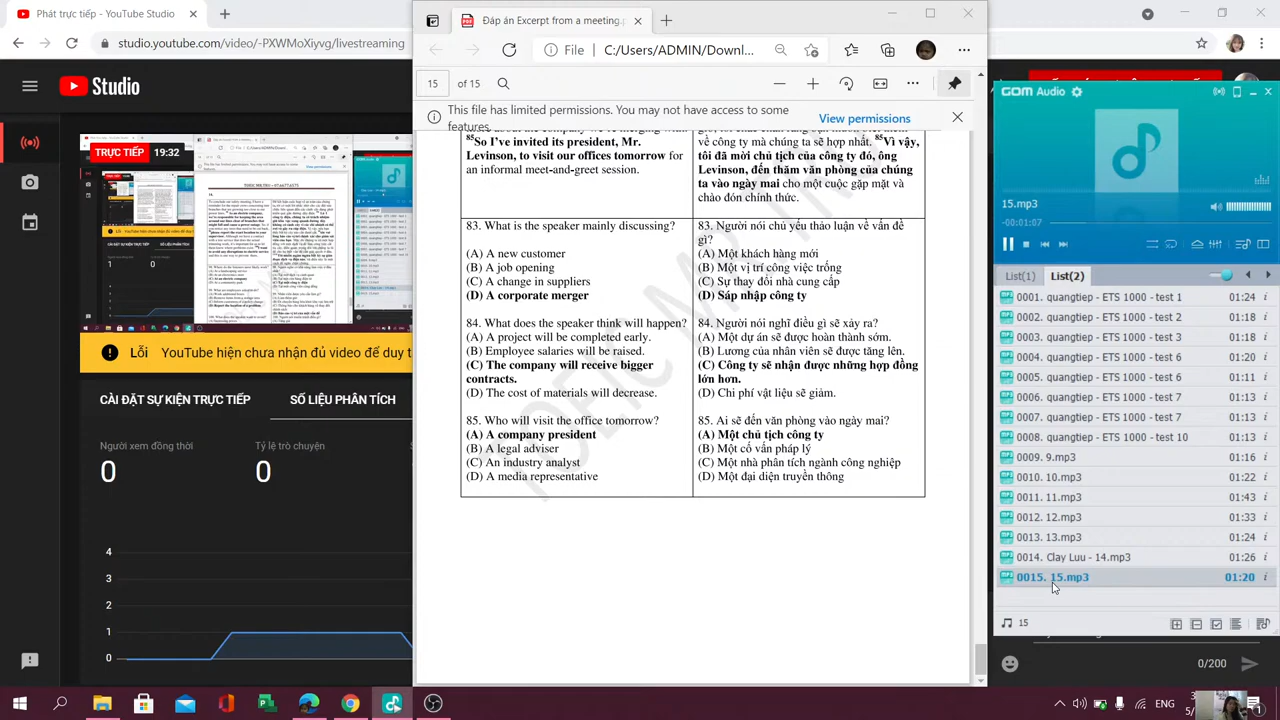 Phát trực tiếp - YouTube Studio
studio.youtube.com/video/-PXWMoXiyvg/livestreaming
Studio
TRỰC TIẾP 19:32
Lỗi YouTube hiện chưa nhận đủ video để duy t
CÀI ĐẶT SỰ KIỆN TRỰC TIẾP SỐ LIỆU PHÂN TÍCH
Người xem đồng thời Tỷ lệ trò chuyện
0 0
4
3
2
1
0
Đáp án Excerpt from a meeting.p
File C:/Users/ADMIN/Downl...
15 of 15
This file has limited permissions. You may not have access to some
features.
View permissions
85So I've invited its president, Mr.
Levinson, to visit our offices tomorrow for
an informal meet-and-greet session.
83. What is the speaker mainly discussing?
(A) A new customer
(B) A job opening
(C) A change in suppliers
(D) A corporate merger
84. What does the speaker think will happen?
(A) A project will be completed early.
(B) Employee salaries will be raised.
(C) The company will receive bigger
contracts.
(D) The cost of materials will decrease.
85. Who will visit the office tomorrow?
(A) A company president
(B) A legal adviser
(C) An industry analyst
(D) A media representative
công ty mà chúng ta sẽ hợp nhất. 85Vì vậy,
tôi đã mời chủ tịch của công ty đó, ông
Levinson, đến thăm văn phòng của chúng
ta vào ngày mai cho một cuộc gặp mặt và
chào đón chính thức.
83. Người nói chủ yếu thảo luận về vấn đề
gì?
(A) Một khách hàng mới
(B) Một vị trí công việc trống
(C) Sự thay đổi nhà cung cấp
(D) Sáp nhập công ty
84. Người nói nghĩ điều gì sẽ xảy ra?
(A) Một dự án sẽ được hoàn thành sớm.
(B) Lương của nhân viên sẽ được tăng lên.
(C) Công ty sẽ nhận được những hợp đồng
lớn hơn.
(D) Chi phí vật liệu sẽ giảm.
85. Ai sẽ đến văn phòng vào ngày mai?
(A) Một chủ tịch công ty
(B) Một cố vấn pháp lý
(C) Một nhà phân tích ngành công nghiệp
(D) Một đại diện truyền thông
GOM Audio
15.mp3
List(1) List(2)
0001. quangtiep - ETS 1000 - test 1 01:24
0002. quangtiep - ETS 1000 - test 2 01:18
0003. quangtiep - ETS 1000 - test 3 01:18
0004. quangtiep - ETS 1000 - test 6 01:18
0005. quangtiep - ETS 1000 - test 6 01:11
0006. quangtiep - ETS 1000 - test 7 01:13
0007. quangtiep - ETS 1000 - test 7 01:13
0008. quangtiep - ETS 1000 - test 10 01:13
0009. 9.mp3 01:16
0010. 10.mp3 01:22
0011. 11.mp3 01:43
0012. 12.mp3 01:33
0013. 13.mp3 01:24
0014. Clay Luu - 14.mp3 01:26
0015. 15.mp3 01:20
15
0/200
ENG